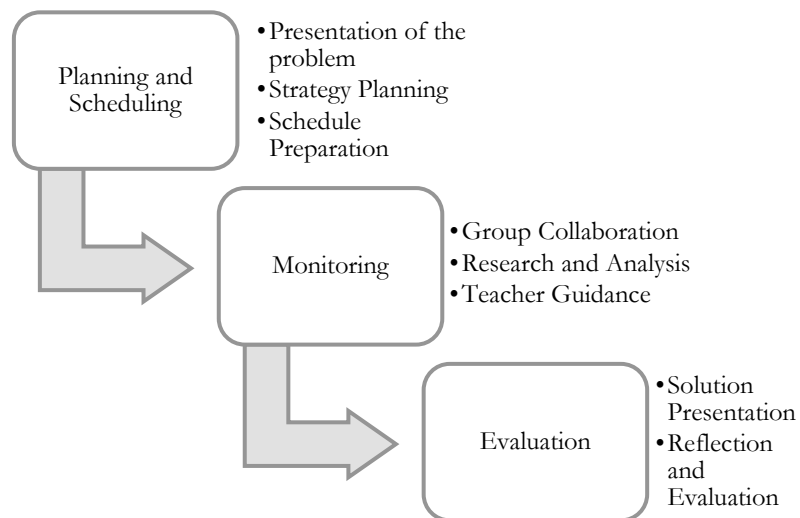 Planning and
Scheduling
•Presentation of the
problem
•Strategy Planning
•Schedule
Preparation
Monitoring
•Group Collaboration
•Research and Analysis
•Teacher Guidance
Evaluation
•Solution
Presentation
•Reflection
and
Evaluation